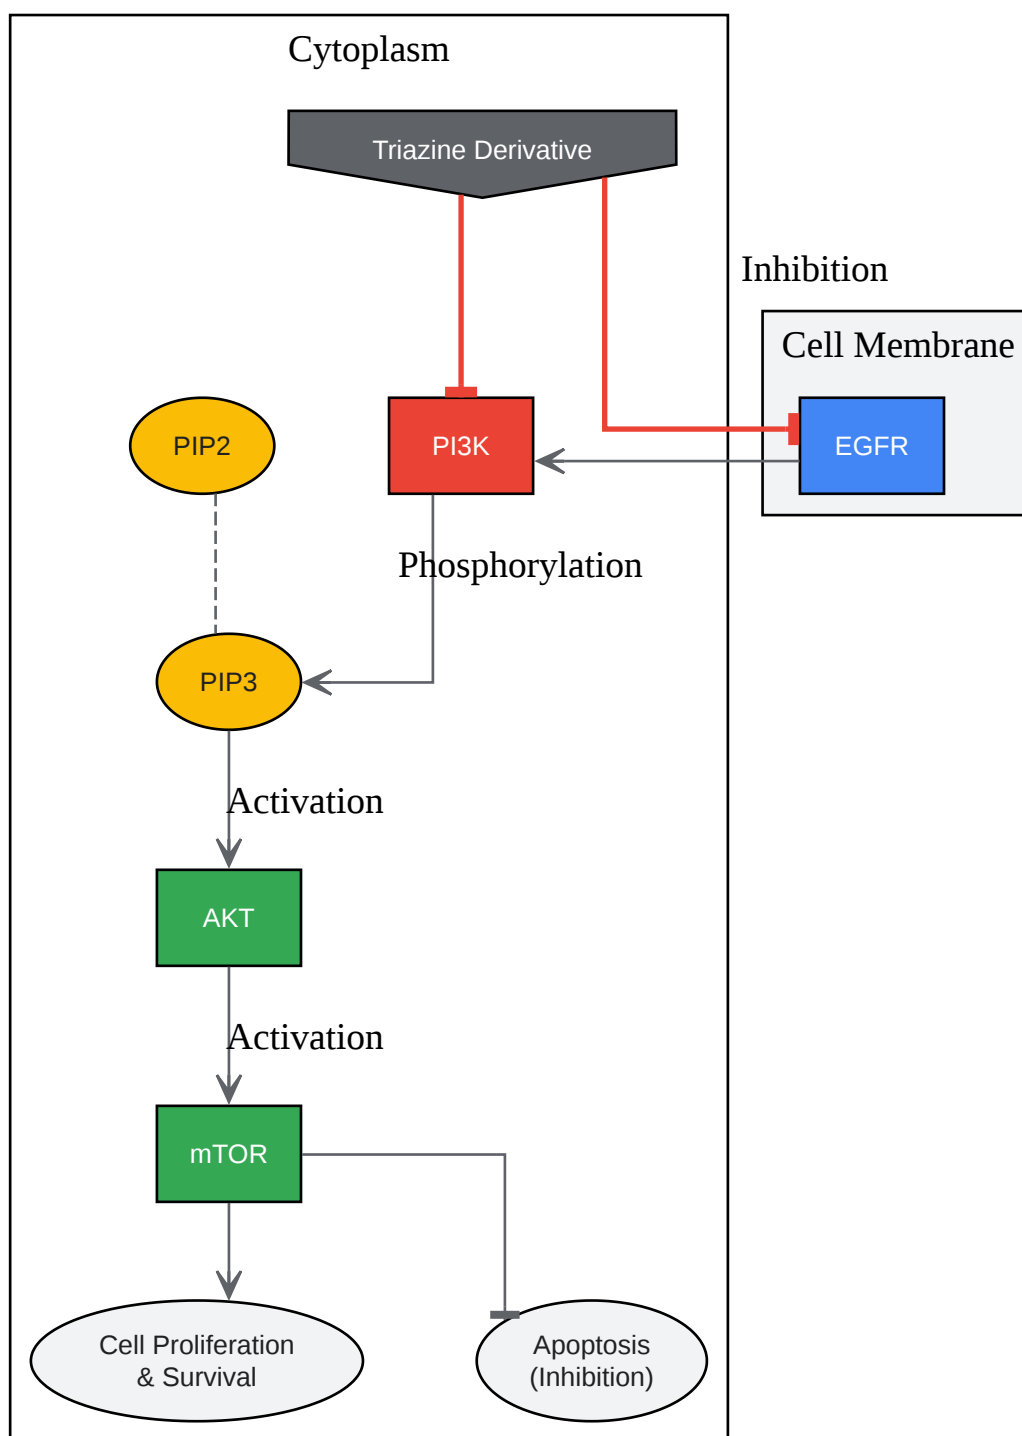 Cytoplasm
Triazine Derivative
Inhibition
Cell Membrane
PIP2
PI3K
EGFR
Phosphorylation
PIP3
Activation
AKT
Activation
mTOR
Cell Proliferation
& Survival
Apoptosis
(Inhibition)